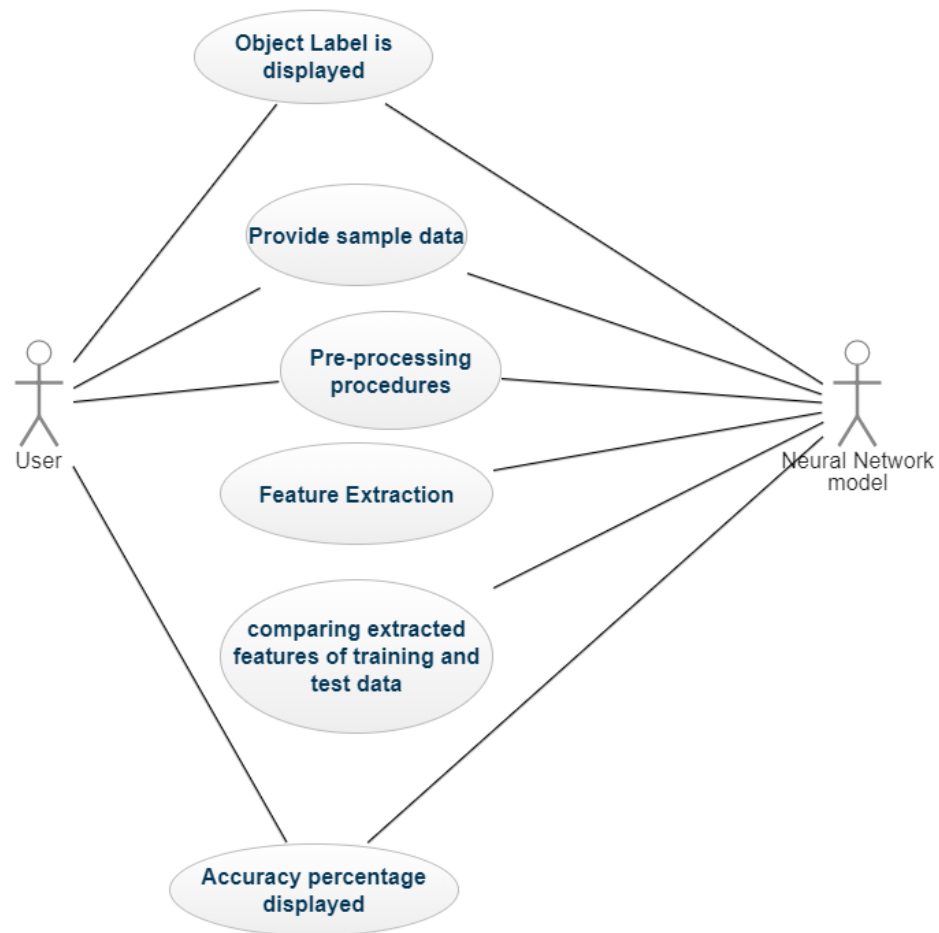 Object Label is
displayed
Provide sample data
Pre-processing
procedures
User
Neural Network
model
Feature Extraction
comparing extracted
features of training and
test data
Accuracy percentage
displayed